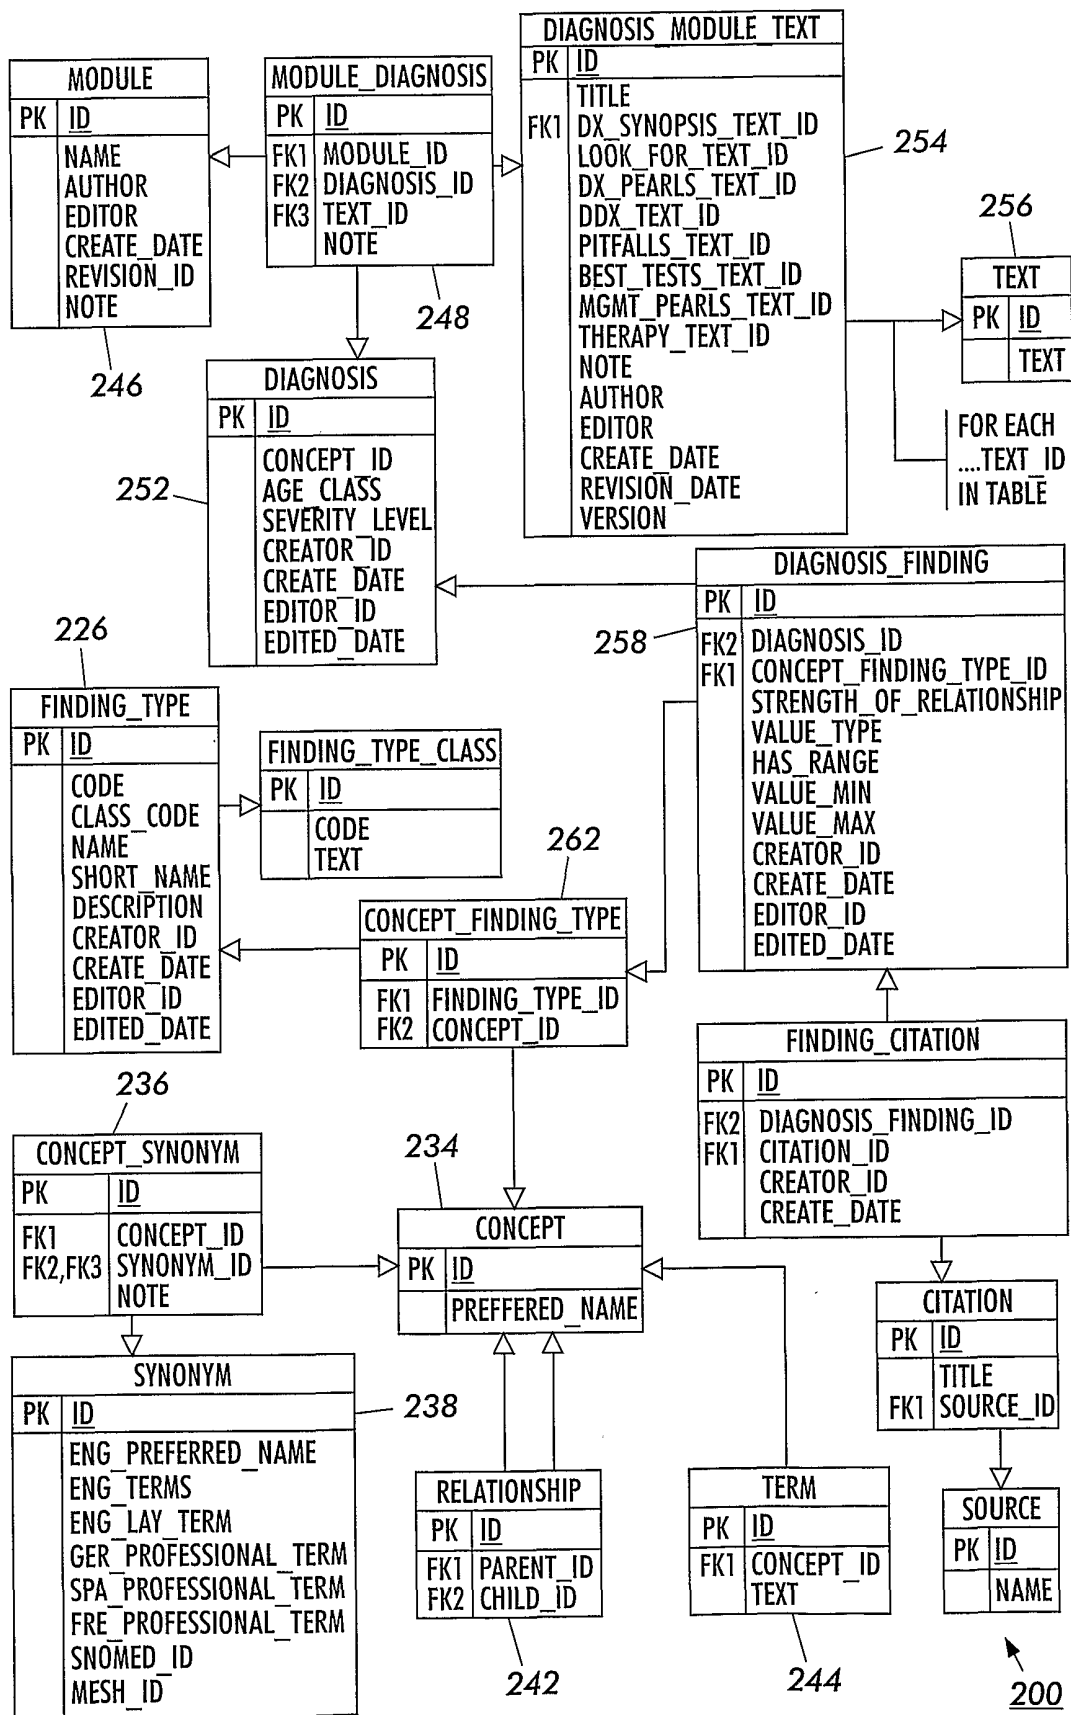 DIAGNOSIS_MODULE_TEXT
PK ID
TITLE
FK1 DX_SYNOPSIS_TEXT_ID
LOOK_FOR_TEXT_ID
DX_PEARLS_TEXT_ID
DDX_TEXT_ID
PITFALLS_TEXT_ID
BEST_TESTS_TEXT_ID
MGMT_PEARLS_TEXT_ID
THERAPY_TEXT_ID
NOTE
AUTHOR
EDITOR
CREATE_DATE
REVISION_DATE
VERSION
254
MODULE
PK ID
NAME
AUTHOR
EDITOR
CREATE_DATE
REVISION_ID
NOTE
246
MODULE_DIAGNOSIS
PK ID
FK1 MODULE_ID
FK2 DIAGNOSIS_ID
FK3 TEXT_ID
NOTE
248
256
TEXT
PK ID
TEXT
FOR EACH
....TEXT_ID
IN TABLE
DIAGNOSIS
PK ID
CONCEPT_ID
AGE_CLASS
SEVERITY_LEVEL
CREATOR_ID
CREATE_DATE
EDITOR_ID
EDITED_DATE
252
DIAGNOSIS_FINDING
PK ID
FK2 DIAGNOSIS_ID
FK1 CONCEPT_FINDING_TYPE_ID
STRENGTH_OF_RELATIONSHIP
VALUE_TYPE
HAS_RANGE
VALUE_MIN
VALUE_MAX
CREATOR_ID
CREATE_DATE
EDITOR_ID
EDITED_DATE
258
226
FINDING_TYPE
PK ID
CODE
CLASS_CODE
NAME
SHORT_NAME
DESCRIPTION
CREATOR_ID
CREATE_DATE
EDITOR_ID
EDITED_DATE
FINDING_TYPE_CLASS
PK ID
CODE
TEXT
262
CONCEPT_FINDING_TYPE
PK ID
FK1 FINDING_TYPE_ID
FK2 CONCEPT_ID
FINDING_CITATION
PK ID
FK2 DIAGNOSIS_FINDING_ID
FK1 CITATION_ID
CREATOR_ID
CREATE_DATE
236
CONCEPT_SYNONYM
PK ID
FK1 CONCEPT_ID
FK2,FK3 SYNONYM_ID
NOTE
234
CONCEPT
PK ID
PREFFERED_NAME
CITATION
PK ID
TITLE
FK1 SOURCE_ID
SYNONYM
PK ID
ENG_PREFERRED_NAME
ENG_TERMS
ENG_LAY_TERM
GER_PROFESSIONAL_TERM
SPA_PROFESSIONAL_TERM
FRE_PROFESSIONAL_TERM
SNOMED_ID
MESH_ID
238
RELATIONSHIP
PK ID
FK1 PARENT_ID
FK2 CHILD_ID
242
TERM
PK ID
FK1 CONCEPT_ID
TEXT
244
SOURCE
PK ID
NAME
200